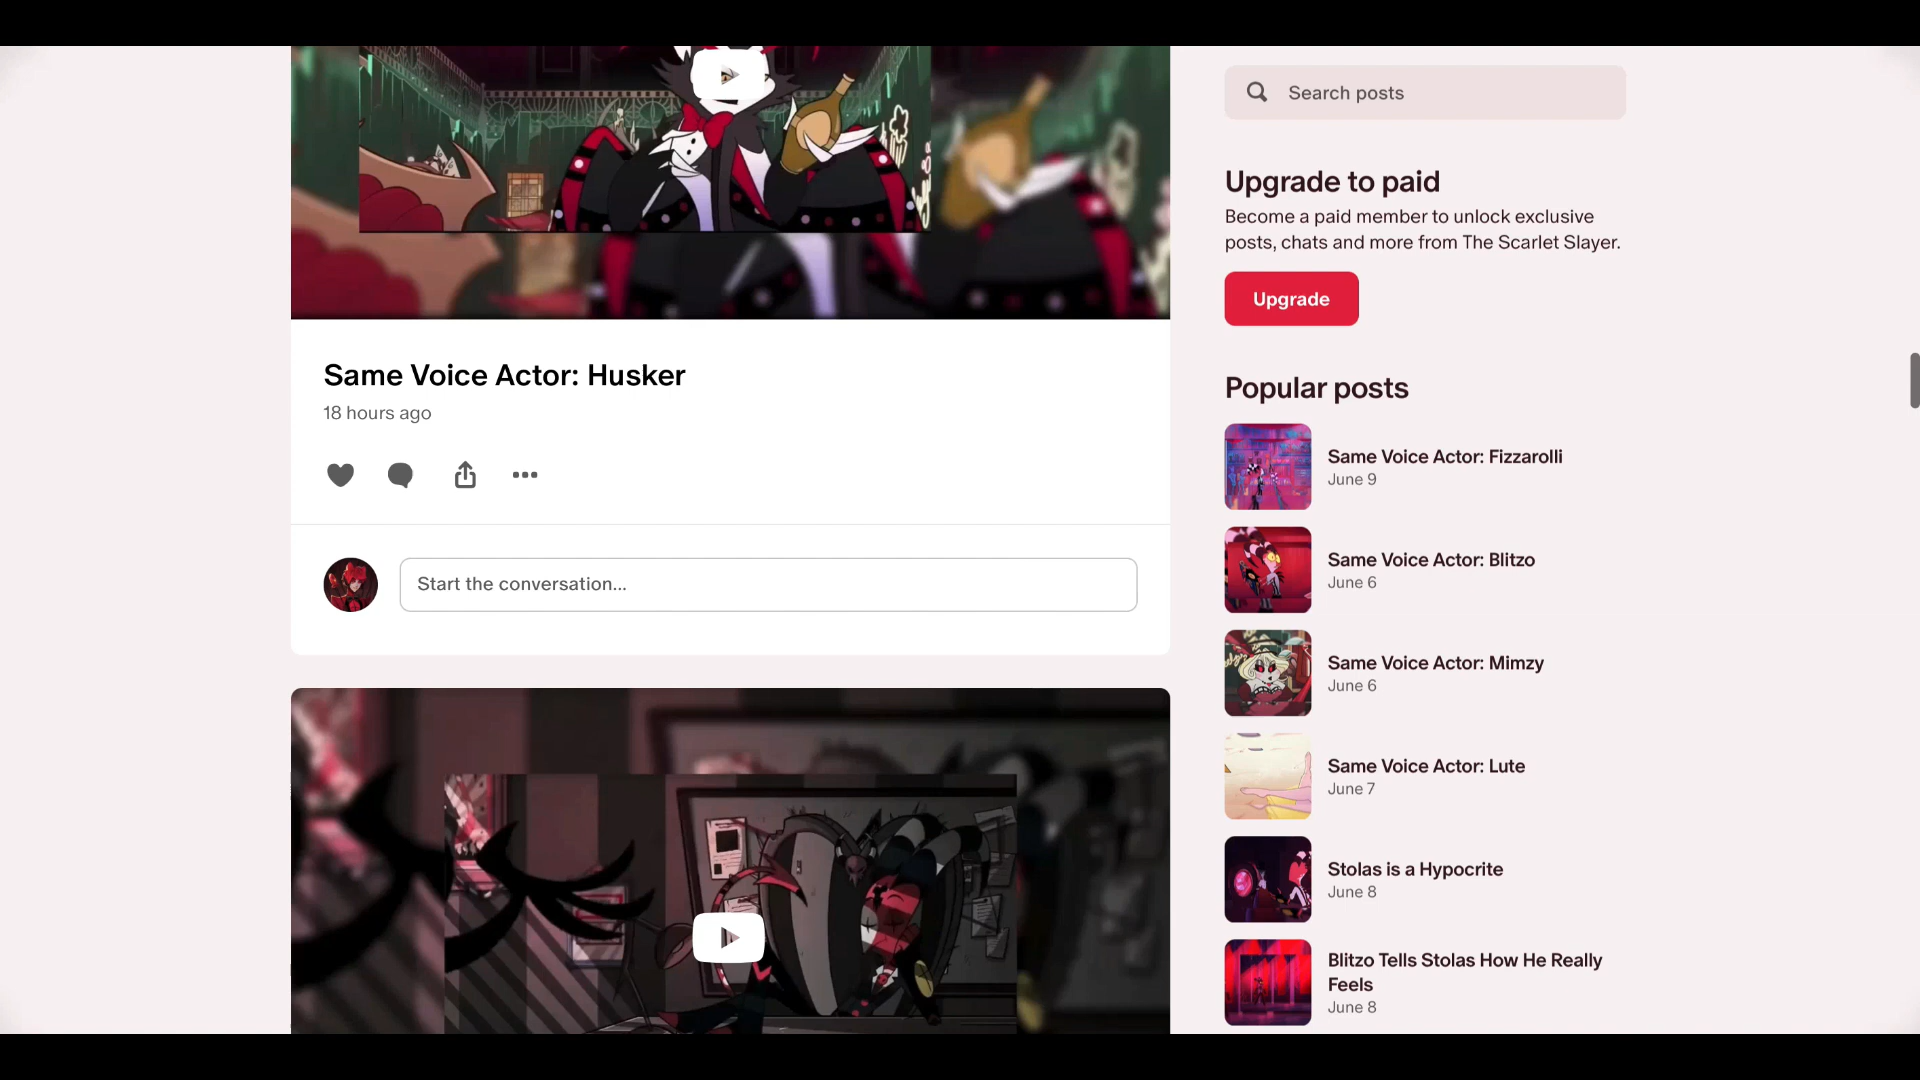 Search posts
Upgrade to paid
Become a paid member to unlock exclusive
posts, chats and more from The Scarlet Slayer.
Upgrade
Same Voice Actor: Husker
18 hours ago
Start the conversation...
Popular posts
Same Voice Actor: Fizzarolli
June 9
Same Voice Actor: Blitzo
June 6
Same Voice Actor: Mimzy
June 6
Same Voice Actor: Lute
June 7
Stolas is a Hypocrite
June 8
Blitzo Tells Stolas How He Really
Feels
June 8